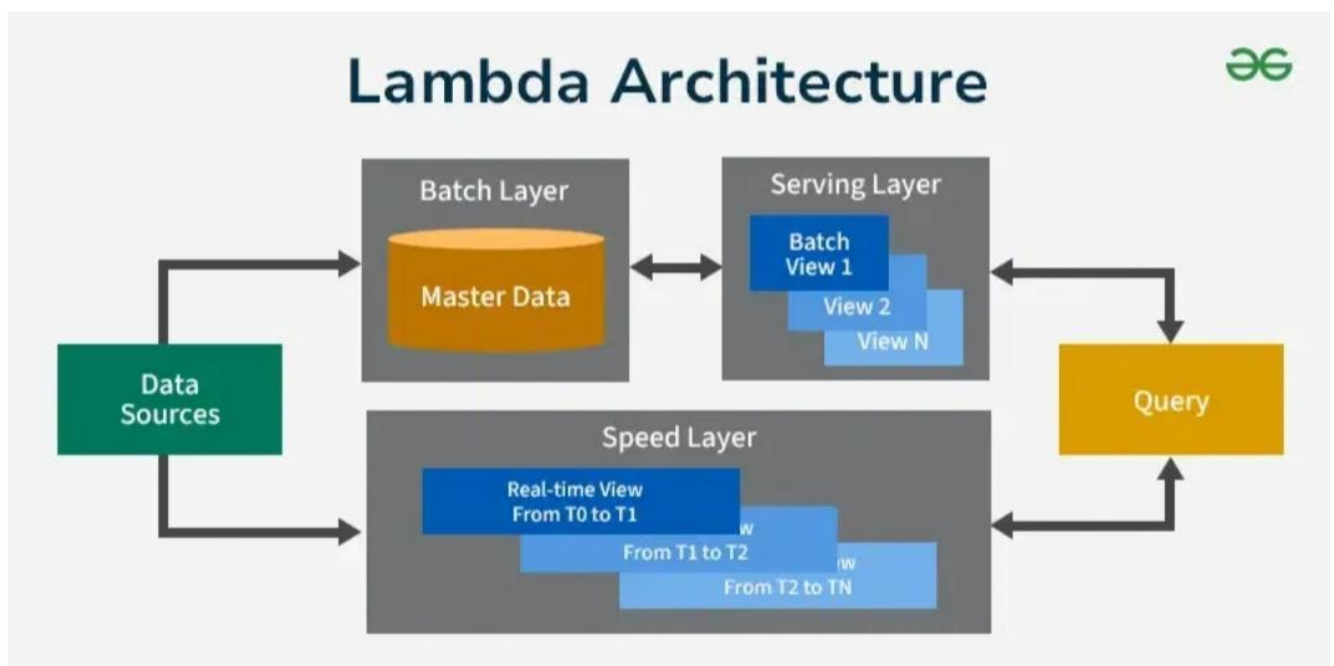 Lambda Architecture
Batch Layer
Master Data
Serving Layer
Batch
View 1
View 2
View N
Data
Sources
Query
Speed Layer
Real-time View
From T0 to T1
w
From T1 to T2
ew
From T2 to TN